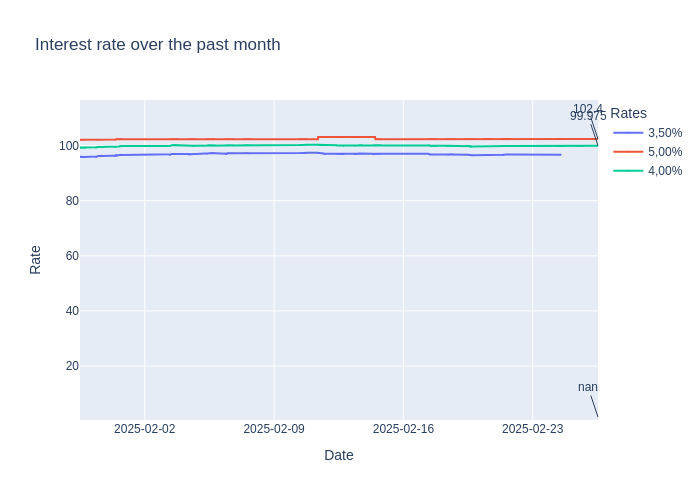 Interest rate over the past month
102.4
99.975
Rates
3,50%
5,00%
4,00%
100
80
60
40
20
Rate
nan
2025-02-02
2025-02-09
2025-02-16
2025-02-23
Date